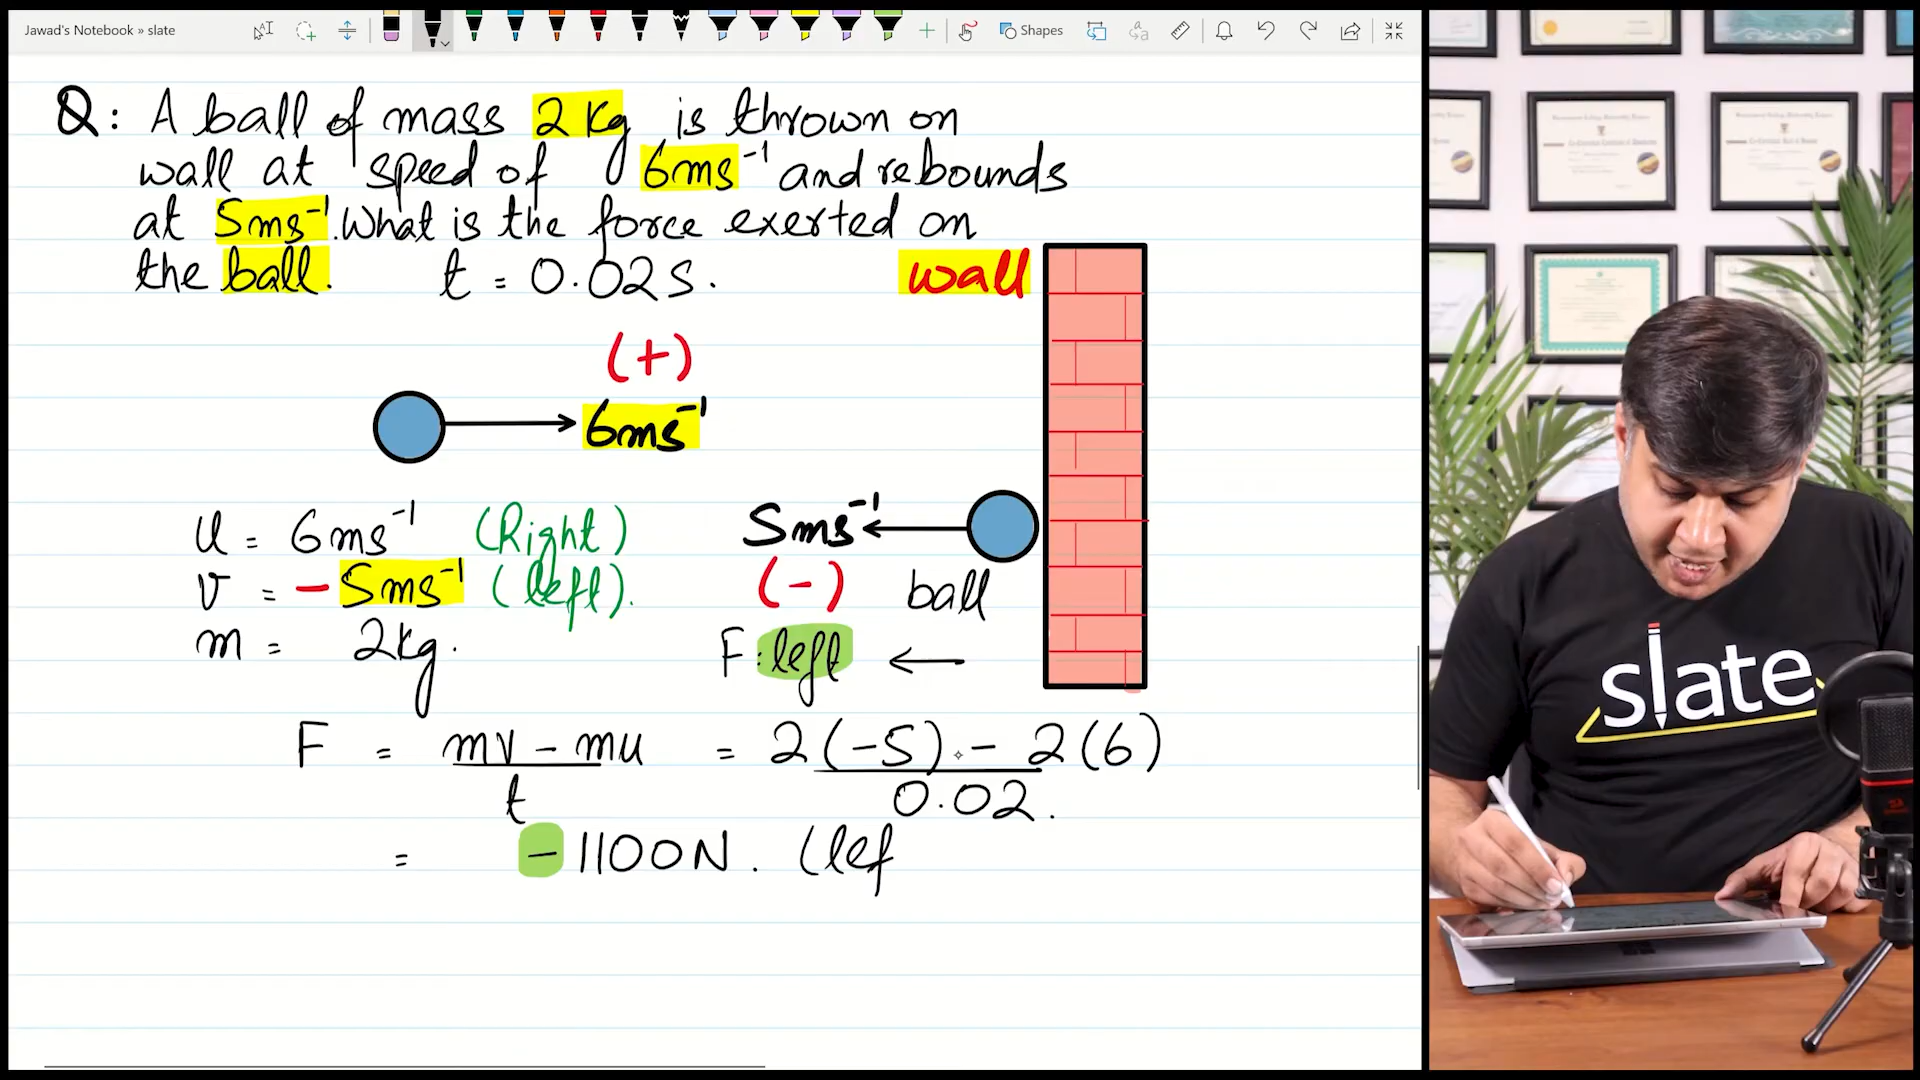 Jawad's Notebook » slate
Shapes
Q: A ball of mass 2 kg is thrown on
wall at speed of 6ms⁻¹ and rebounds
at 5ms⁻¹. What is the force exerted on
the ball. t = 0.02s.
wall
(+)
6ms⁻¹
u = 6ms⁻¹ (Right)
v = - 5ms⁻¹ (left).
m = 2kg.
5ms⁻¹
(-) ball
F: left ←
F = mv - mu / t = 2(-5) - 2(6) / 0.02.
= -1100N. (lef
slate